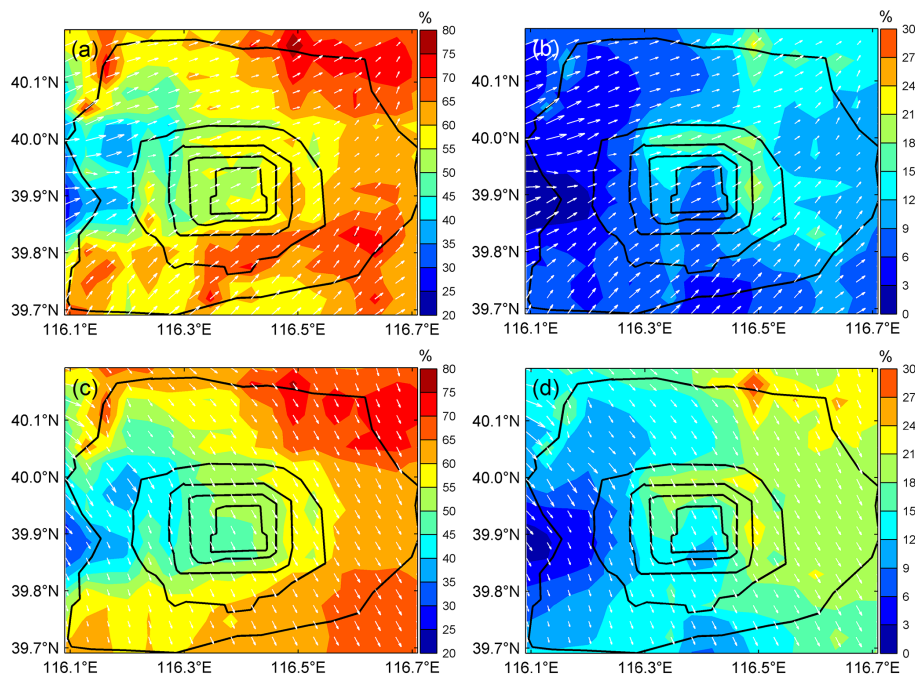 %
%
(a)
80
75
70
65
60
55
50
45
40
35
30
25
20
40.1°N
40.0°N
39.9°N
39.8°N
39.7°N
116.1°E
116.3°E
116.5°E
116.7°E
(b)
30
27
24
21
18
15
12
9
6
3
0
40.1°N
40.0°N
39.9°N
39.8°N
39.7°N
116.1°E
116.3°E
116.5°E
116.7°E
%
%
(c)
80
75
70
65
60
55
50
45
40
35
30
25
20
40.1°N
40.0°N
39.9°N
39.8°N
39.7°N
116.1°E
116.3°E
116.5°E
116.7°E
(d)
30
27
24
21
18
15
12
9
6
3
0
40.1°N
40.0°N
39.9°N
39.8°N
39.7°N
116.1°E
116.3°E
116.5°E
116.7°E